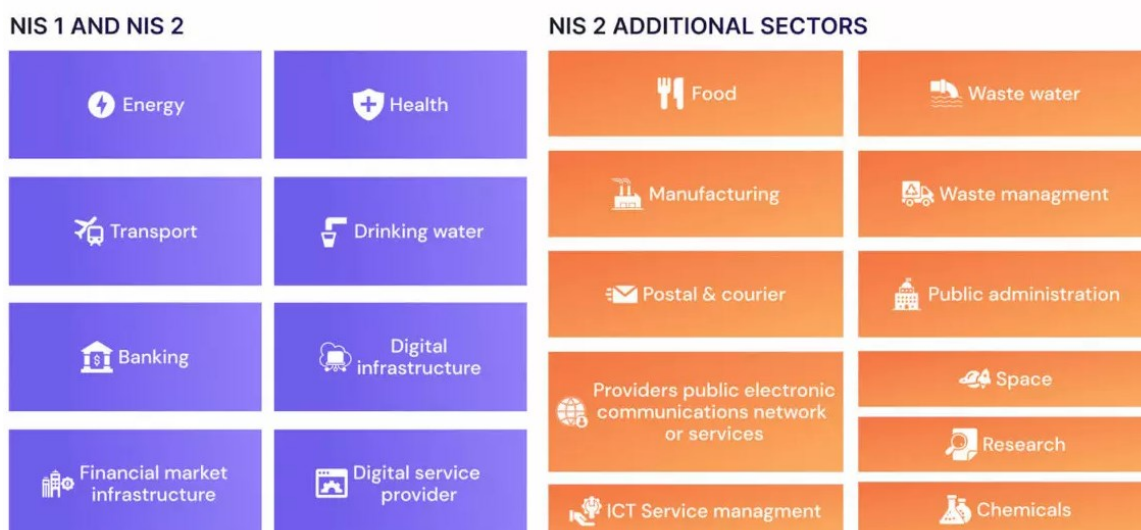 NIS 1 AND NIS 2
Energy
Health
Transport
Drinking water
Banking
Digital
infrastructure
Financial market
infrastructure
Digital service
provider
NIS 2 ADDITIONAL SECTORS
Food
Waste water
Manufacturing
Waste managment
Postal & courier
Public administration
Providers public electronic
communications network
or services
Space
Research
ICT Service managment
Chemicals